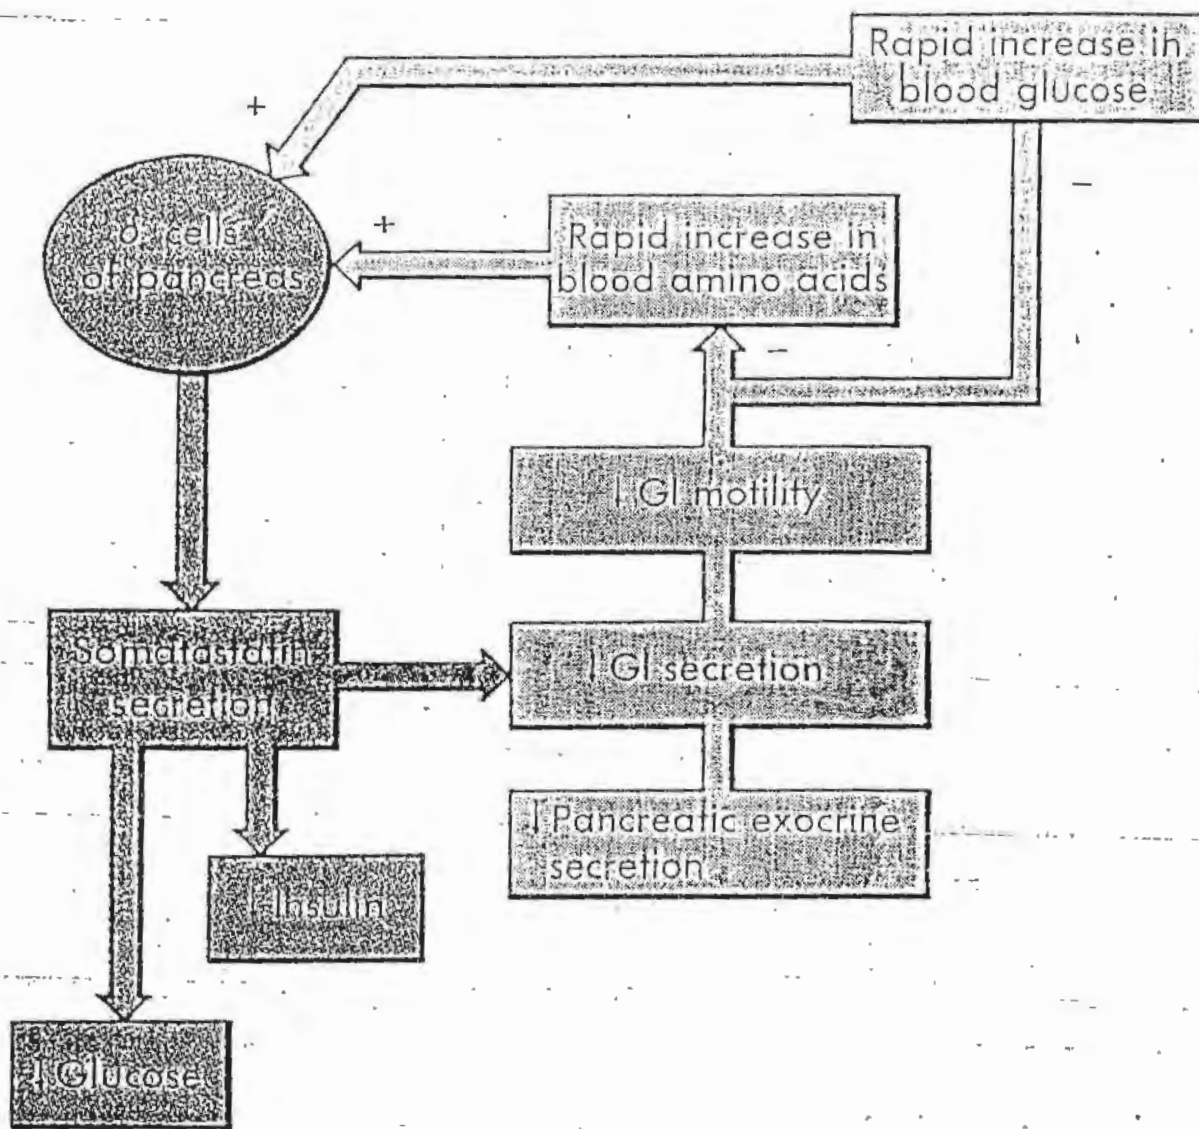 Rapid increase in
blood glucose
+
−
δ cells
of pancreas
+
Rapid increase in
blood amino acids
−
↓ GI motility
Somatastatin
secretion
↓ GI secretion
↓ Pancreatic exocrine
secretion
↓ Insulin
↓ Glucose